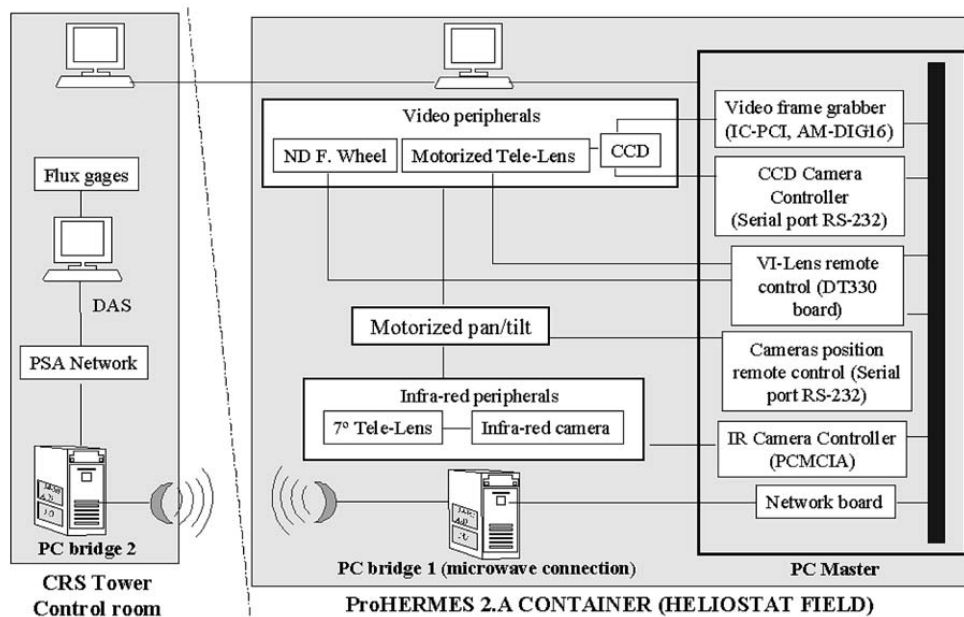 Flux gages
DAS
PSA Network
PC bridge 2
CRS Tower
Control room
Video peripherals
ND F. Wheel
Motorized Tele-Lens
CCD
Motorized pan/tilt
Infra-red peripherals
7º Tele-Lens
Infra-red camera
PC bridge 1 (microwave connection)
Video frame grabber
(IC-PCI, AM-DIG16)
CCD Camera
Controller
(Serial port RS-232)
VI-Lens remote
control (DT330
board)
Cameras position
remote control (Serial
port RS-232)
IR Camera Controller
(PCMCIA)
Network board
PC Master
ProHERMES 2.A CONTAINER (HELIOSTAT FIELD)